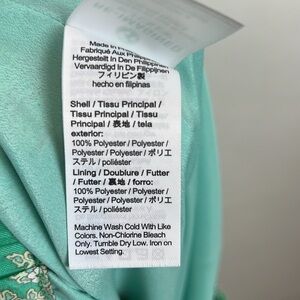 Made in
Fabriqué Aux
Hergestellt In Den Philippinen
Vervaardigd In De Filippijnen
フィリピン製
hecho en filipinas
Shell / Tissu Principal /
Tissu Principal / Tissu
Principal / 表地 / tela
exterior:
100% Polyester / Polyester /
Polyester / Polyester / ポリエ
ステル / poliéster
Lining / Doublure / Futter
/ Futter / 裏地 / forro:
100% Polyester / Polyester /
Polyester / Polyester / ポリエ
ステル / poliéster
Machine Wash Cold With Like
Colors. Non-Chlorine Bleach
Only. Tumble Dry Low. Iron on
Lowest Setting.